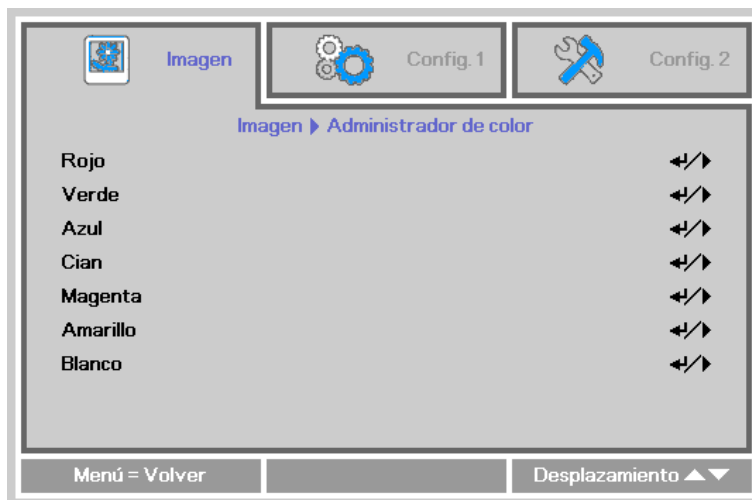 Imagen
Config. 1
Config. 2
Imagen ▶ Administrador de color
Rojo ↵/▶
Verde ↵/▶
Azul ↵/▶
Cian ↵/▶
Magenta ↵/▶
Amarillo ↵/▶
Blanco ↵/▶
Menú = Volver
Desplazamiento ▲▼